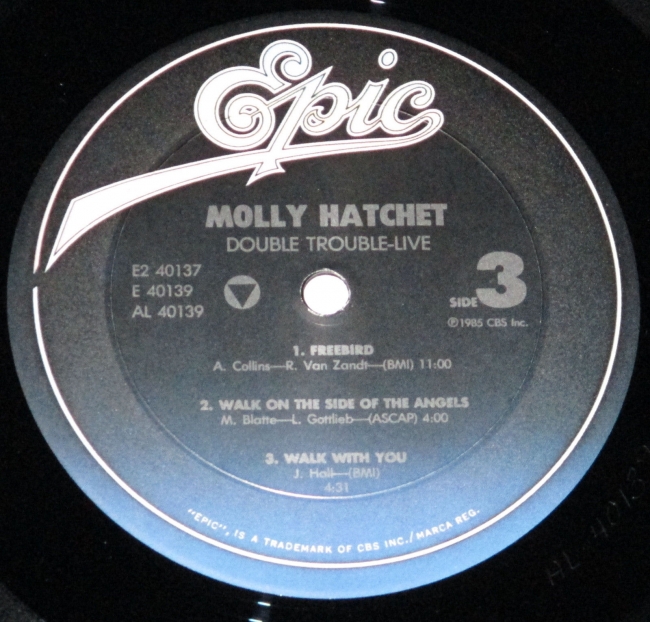 Epic
MOLLY HATCHET
DOUBLE TROUBLE-LIVE
E2 40137
E 40139
AL 40139
SIDE 3
℗1985 CBS Inc.
1. FREEBIRD
A. Collins—R. Van Zandt—(BMI) 11:00
2. WALK ON THE SIDE OF THE ANGELS
M. Blatte—L. Gottlieb—(ASCAP) 4:00
3. WALK WITH YOU
J. Hall—(BMI)
4:31
"EPIC", IS A TRADEMARK OF CBS INC./MARCA REG.